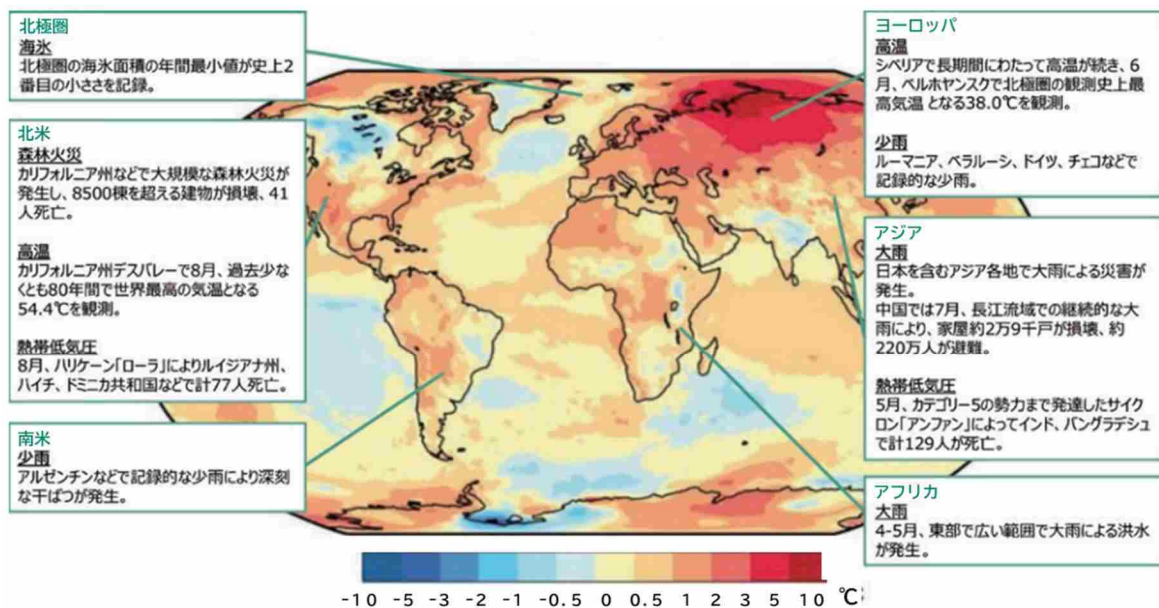 北極圏
海氷
北極圏の海氷面積の年間最小値が史上2
番目の小ささを記録。
北米
森林火災
カリフォルニア州などで大規模な森林火災が
発生し、8500棟を超える建物が損壊、41
人死亡。
高温
カリフォルニア州デスバレーで8月、過去少な
くとも80年間で世界最高の気温となる
54.4℃を観測。
熱帯低気圧
8月、ハリケーン「ローラ」によりルイジアナ州、
ハイチ、ドミニカ共和国などで計77人死亡。
南米
少雨
アルゼンチンなどで記録的な少雨により深刻
な干ばつが発生。
ヨーロッパ
高温
シベリアで長期間にわたって高温が続き、6
月、ベルホヤンスクで北極圏の観測史上最
高気温 となる38.0℃を観測。
少雨
ルーマニア、ベラルーシ、ドイツ、チェコなどで
記録的な少雨。
アジア
大雨
日本を含むアジア各地で大雨による災害が
発生。
中国では7月、長江流域での継続的な大
雨により、家屋約2万9千戸が損壊、約
220万人が避難。
熱帯低気圧
5月、カテゴリー5の勢力まで発達したサイク
ロン「アンファン」によってインド、バングラデシュ
で計129人が死亡。
アフリカ
大雨
4-5月、東部で広い範囲で大雨による洪水
が発生。
-10 -5 -3 -2 -1 -0.5 0 0.5 1 2 3 5 10 ℃